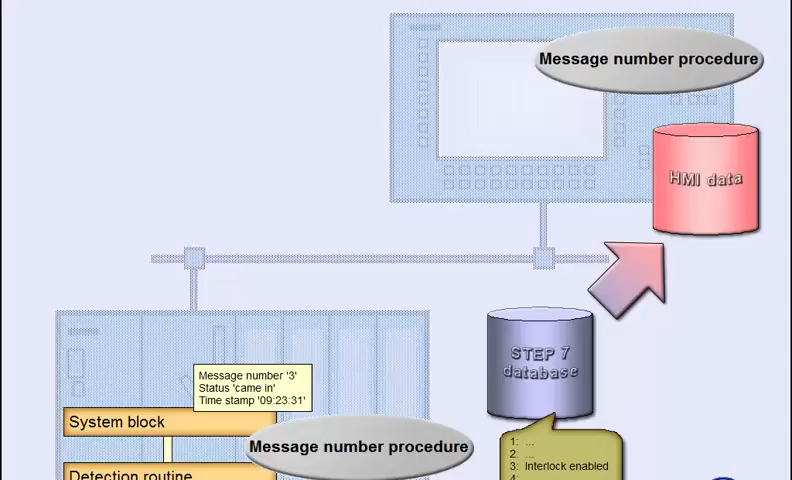 Message number procedure
HMI data
STEP 7
database
Message number '3'
Status 'came in'
Time stamp '09:23:31'
System block
Message number procedure
Detection routine
1: ...
2: ...
3: Interlock enabled
4: